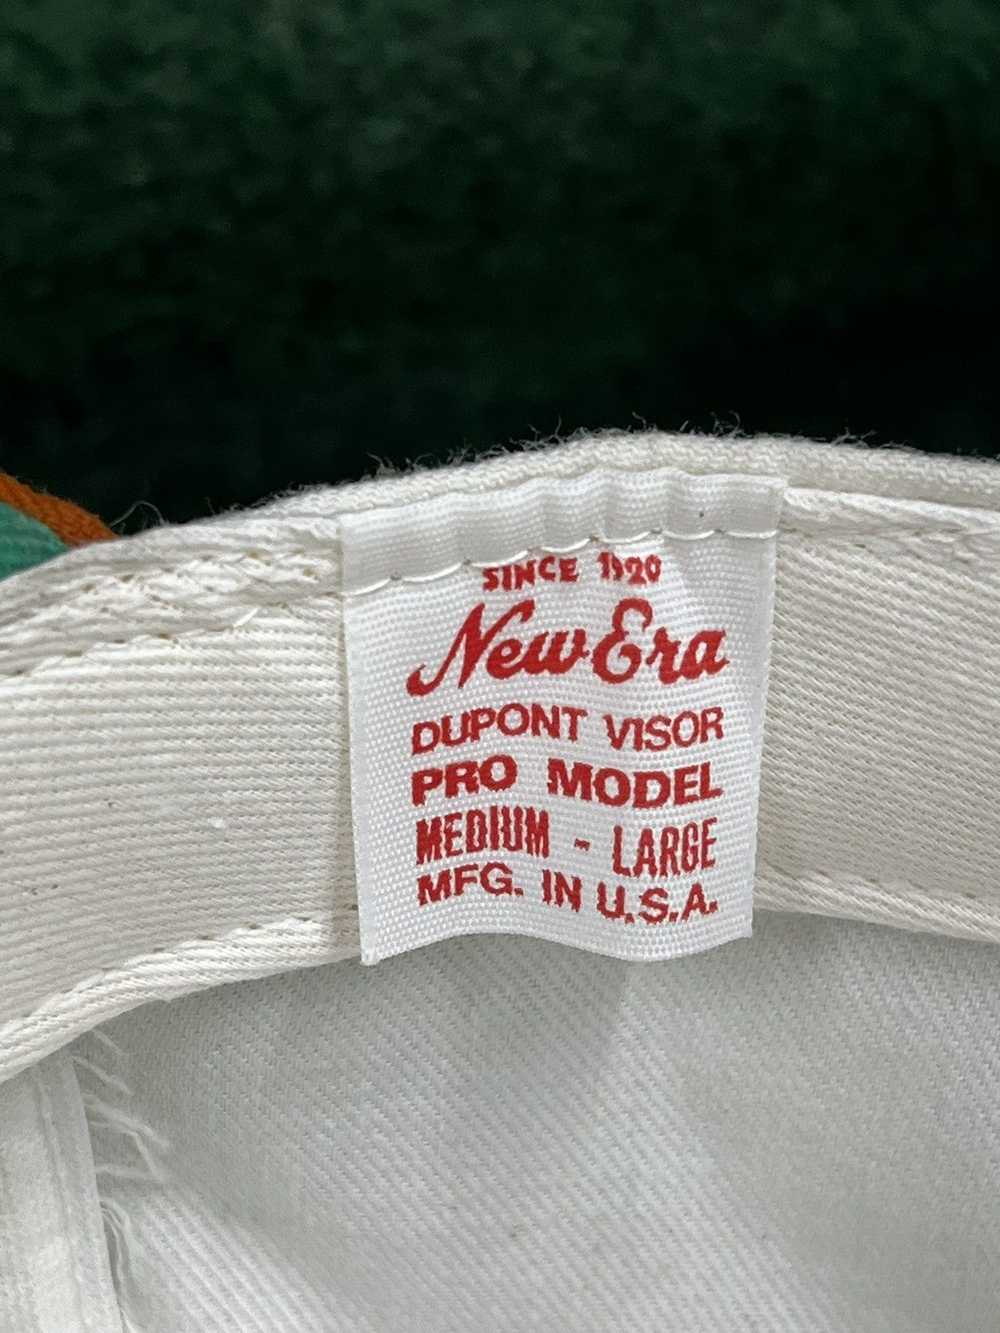 SINCE 1920
New Era
DUPONT VISOR
PRO MODEL
MEDIUM - LARGE
MFG. IN U.S.A.